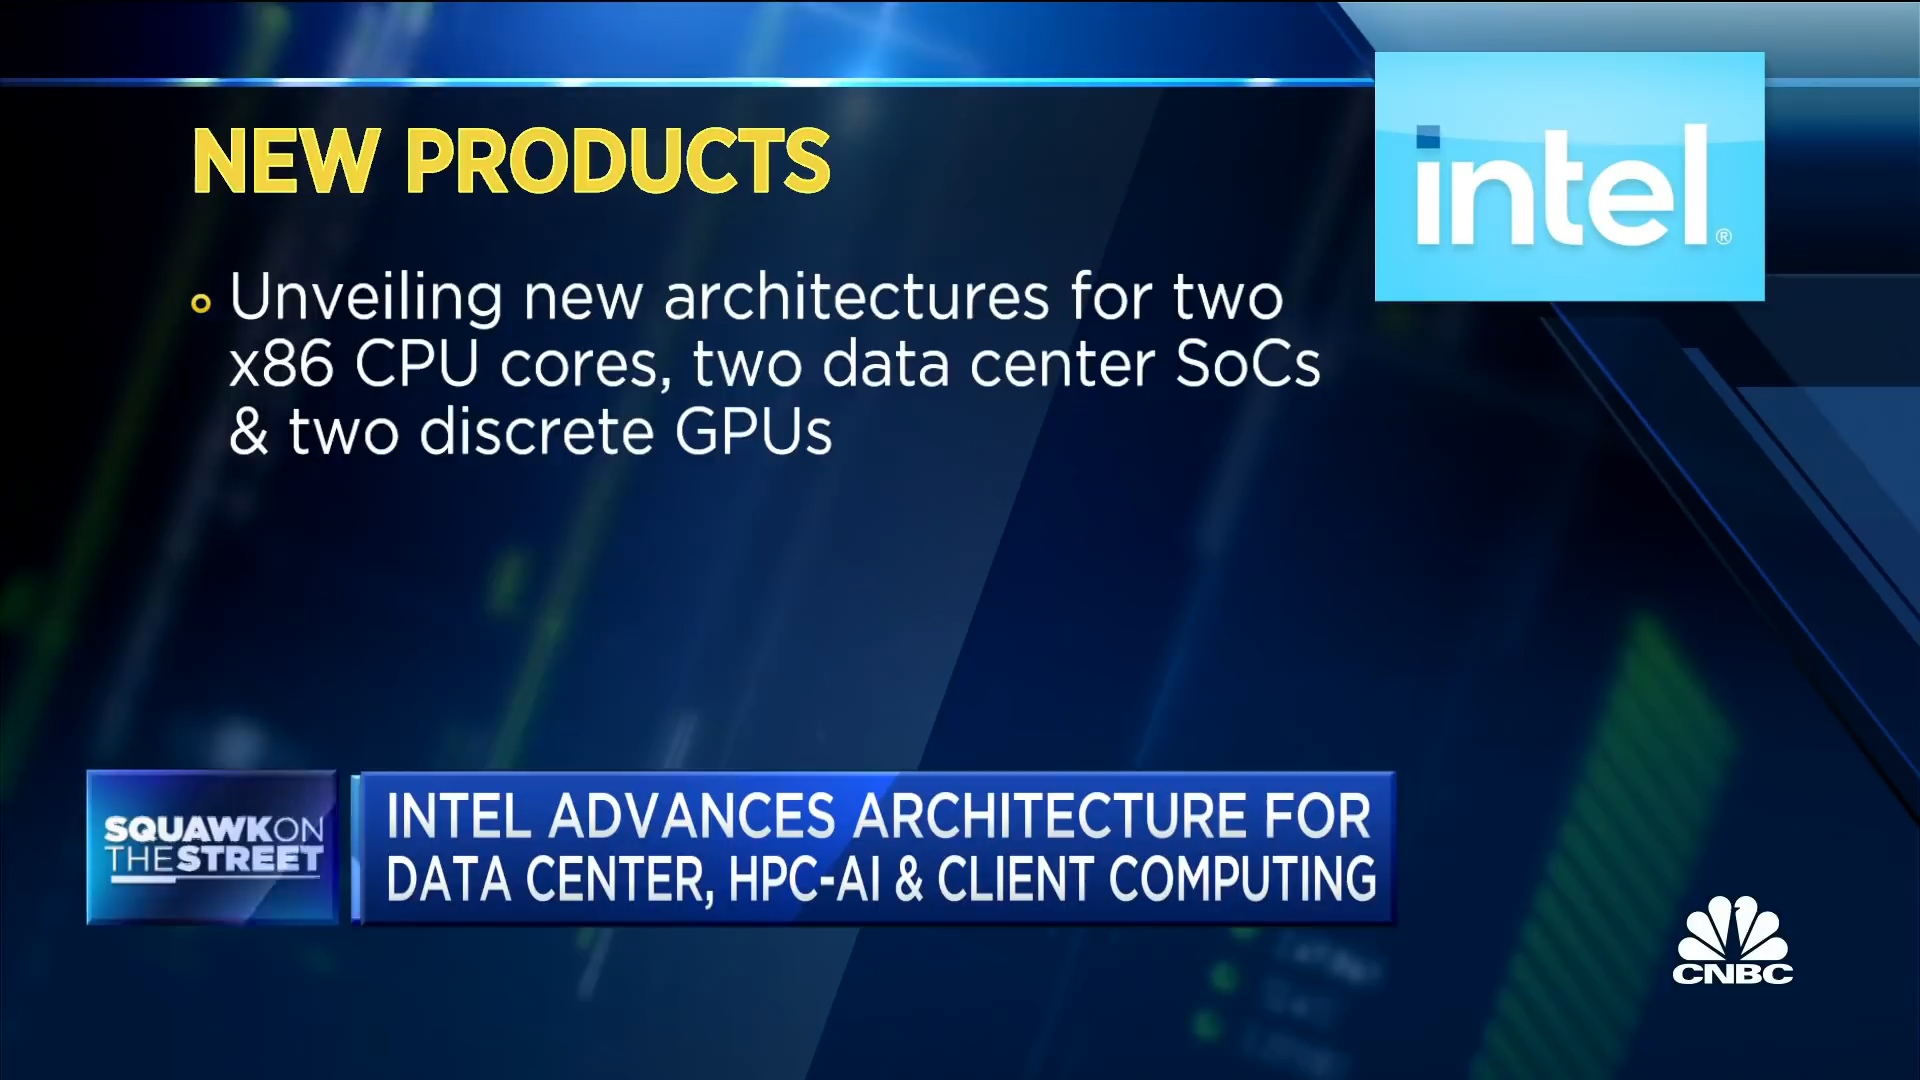 NEW PRODUCTS
intel®
Unveiling new architectures for two
x86 CPU cores, two data center SoCs
& two discrete GPUs
SQUAWK ON
THE STREET
INTEL ADVANCES ARCHITECTURE FOR
DATA CENTER, HPC-AI & CLIENT COMPUTING
CNBC